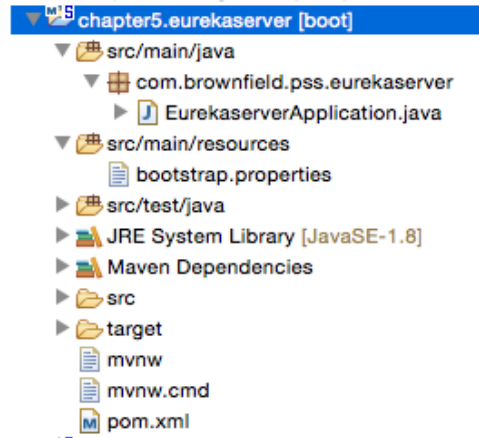 chapter5.eurekaserver [boot]
src/main/java
com.brownfield.pss.eurekaserver
EurekaserverApplication.java
src/main/resources
bootstrap.properties
src/test/java
JRE System Library [JavaSE-1.8]
Maven Dependencies
src
target
mvnw
mvnw.cmd
pom.xml